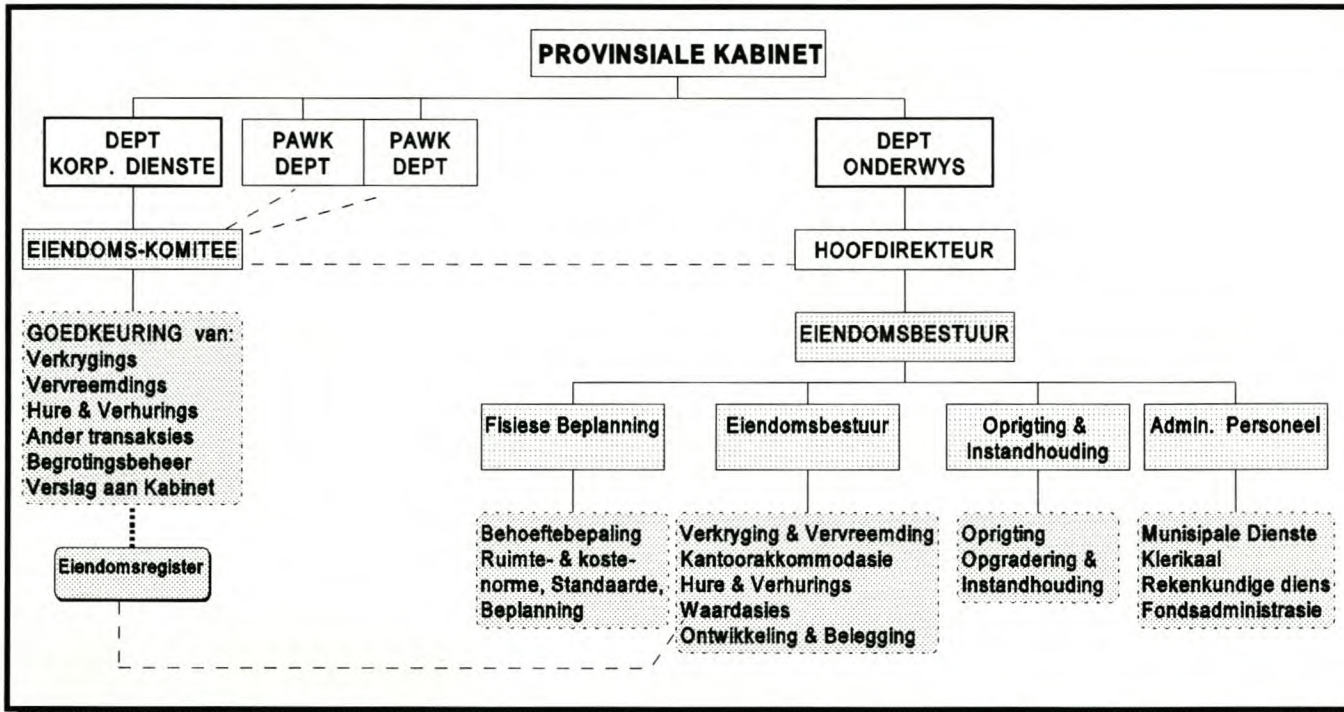 PROVINSIALE KABINET
DEPT
KORP. DIENSTE
PAWK
DEPT
PAWK
DEPT
DEPT
ONDERWYS
EIENDOMS-KOMITEE
HOOFDIREKTEUR
GOEDKEURING van:
Verkrygings
Vervreemdings
Hure & Verhurings
Ander transaksies
Begrotingsbeheer
Verslag aan Kabinet
Eiendomsregister
EIENDOMSBESTUUR
Fisiese Beplanning
Eiendomsbestuur
Oprigting &
Instandhouding
Admin. Personeel
Behoeftebepaling
Ruimte- & koste-
norme, Standaarde,
Beplanning
Verkryging & Vervreemding
Kantoorakkommodasie
Hure & Verhurings
Waardasies
Ontwikkeling & Belegging
Oprigting
Opgradering &
Instandhouding
Munisipale Dienste
Klerikaal
Rekenkundige diens
Fondsadministrasie